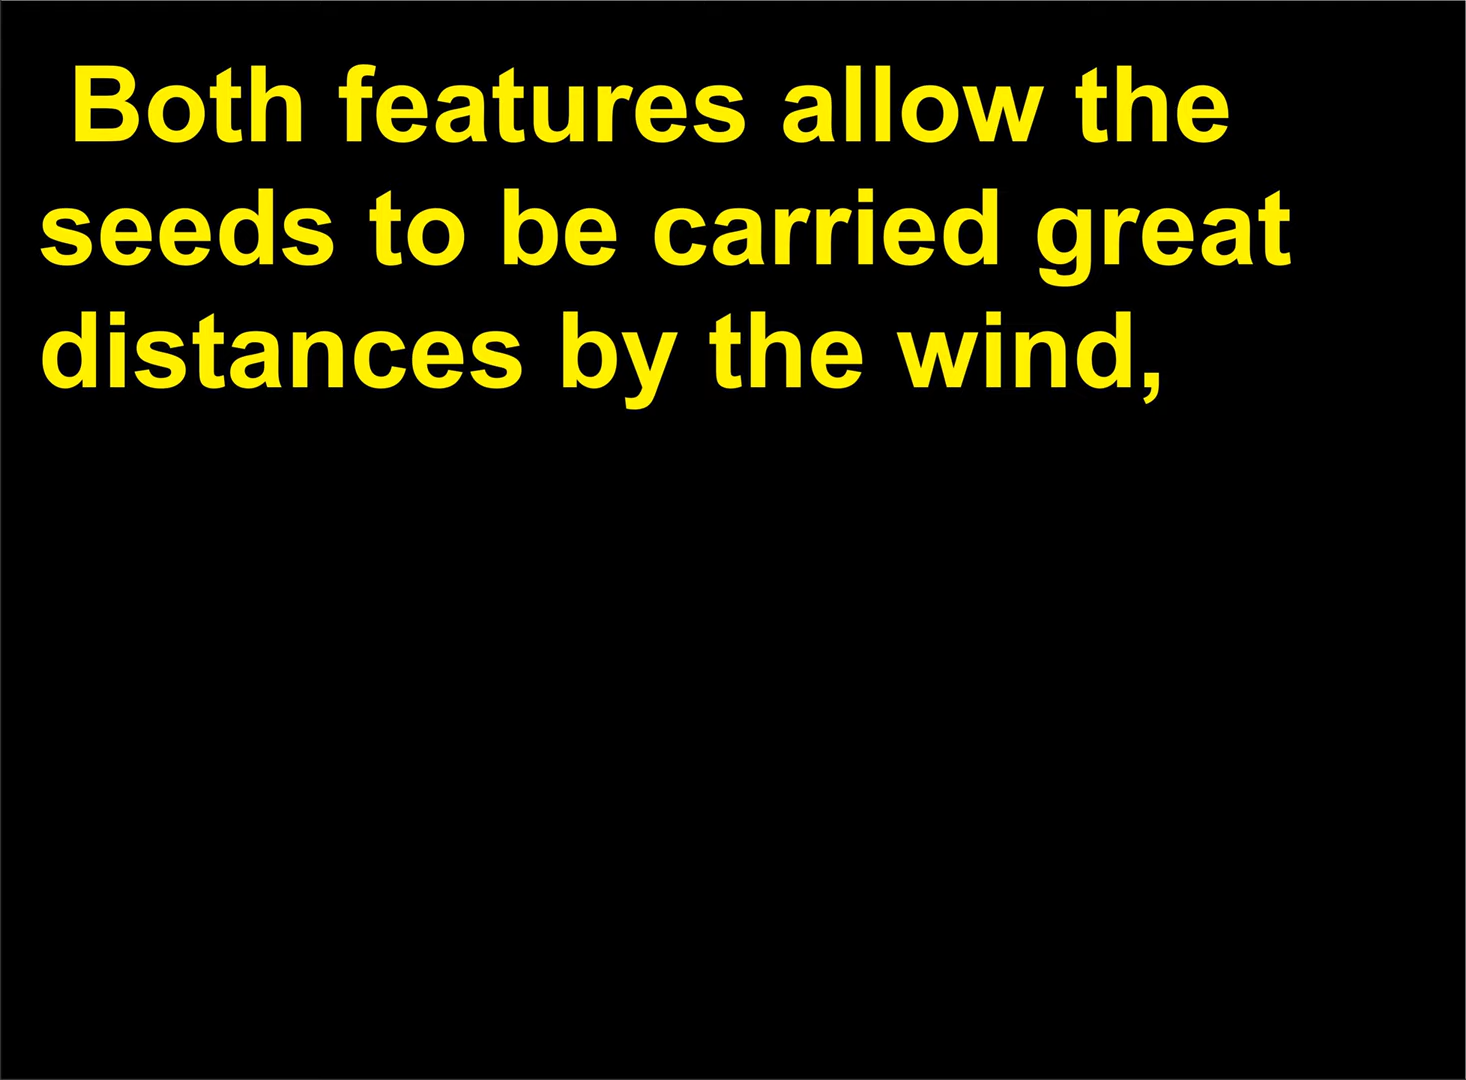 Both features allow the
seeds to be carried great
distances by the wind,